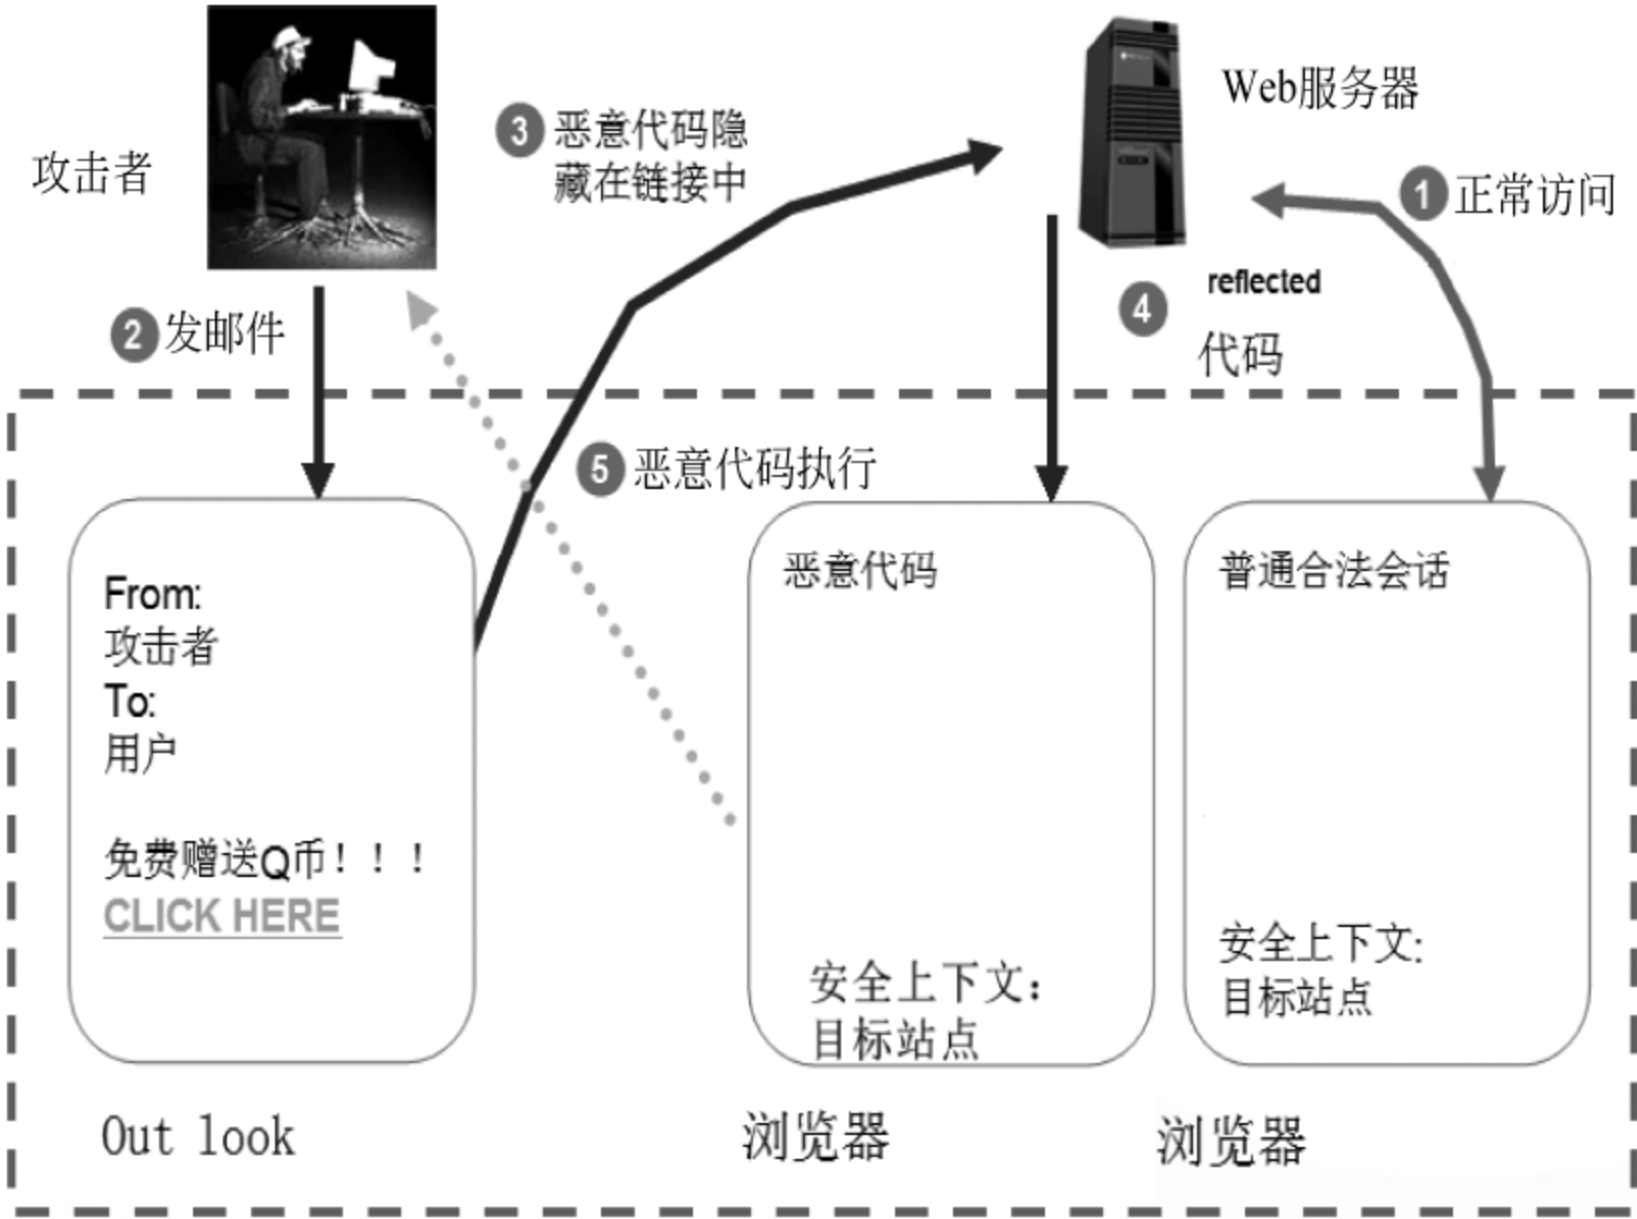 攻击者
3 恶意代码隐
藏在链接中
Web服务器
1 正常访问
2 发邮件
4 reflected
代码
5 恶意代码执行
From:
攻击者
To:
用户
免费赠送Q币！！！
CLICK HERE
Out look
恶意代码
安全上下文：
目标站点
浏览器
普通合法会话
安全上下文:
目标站点
浏览器